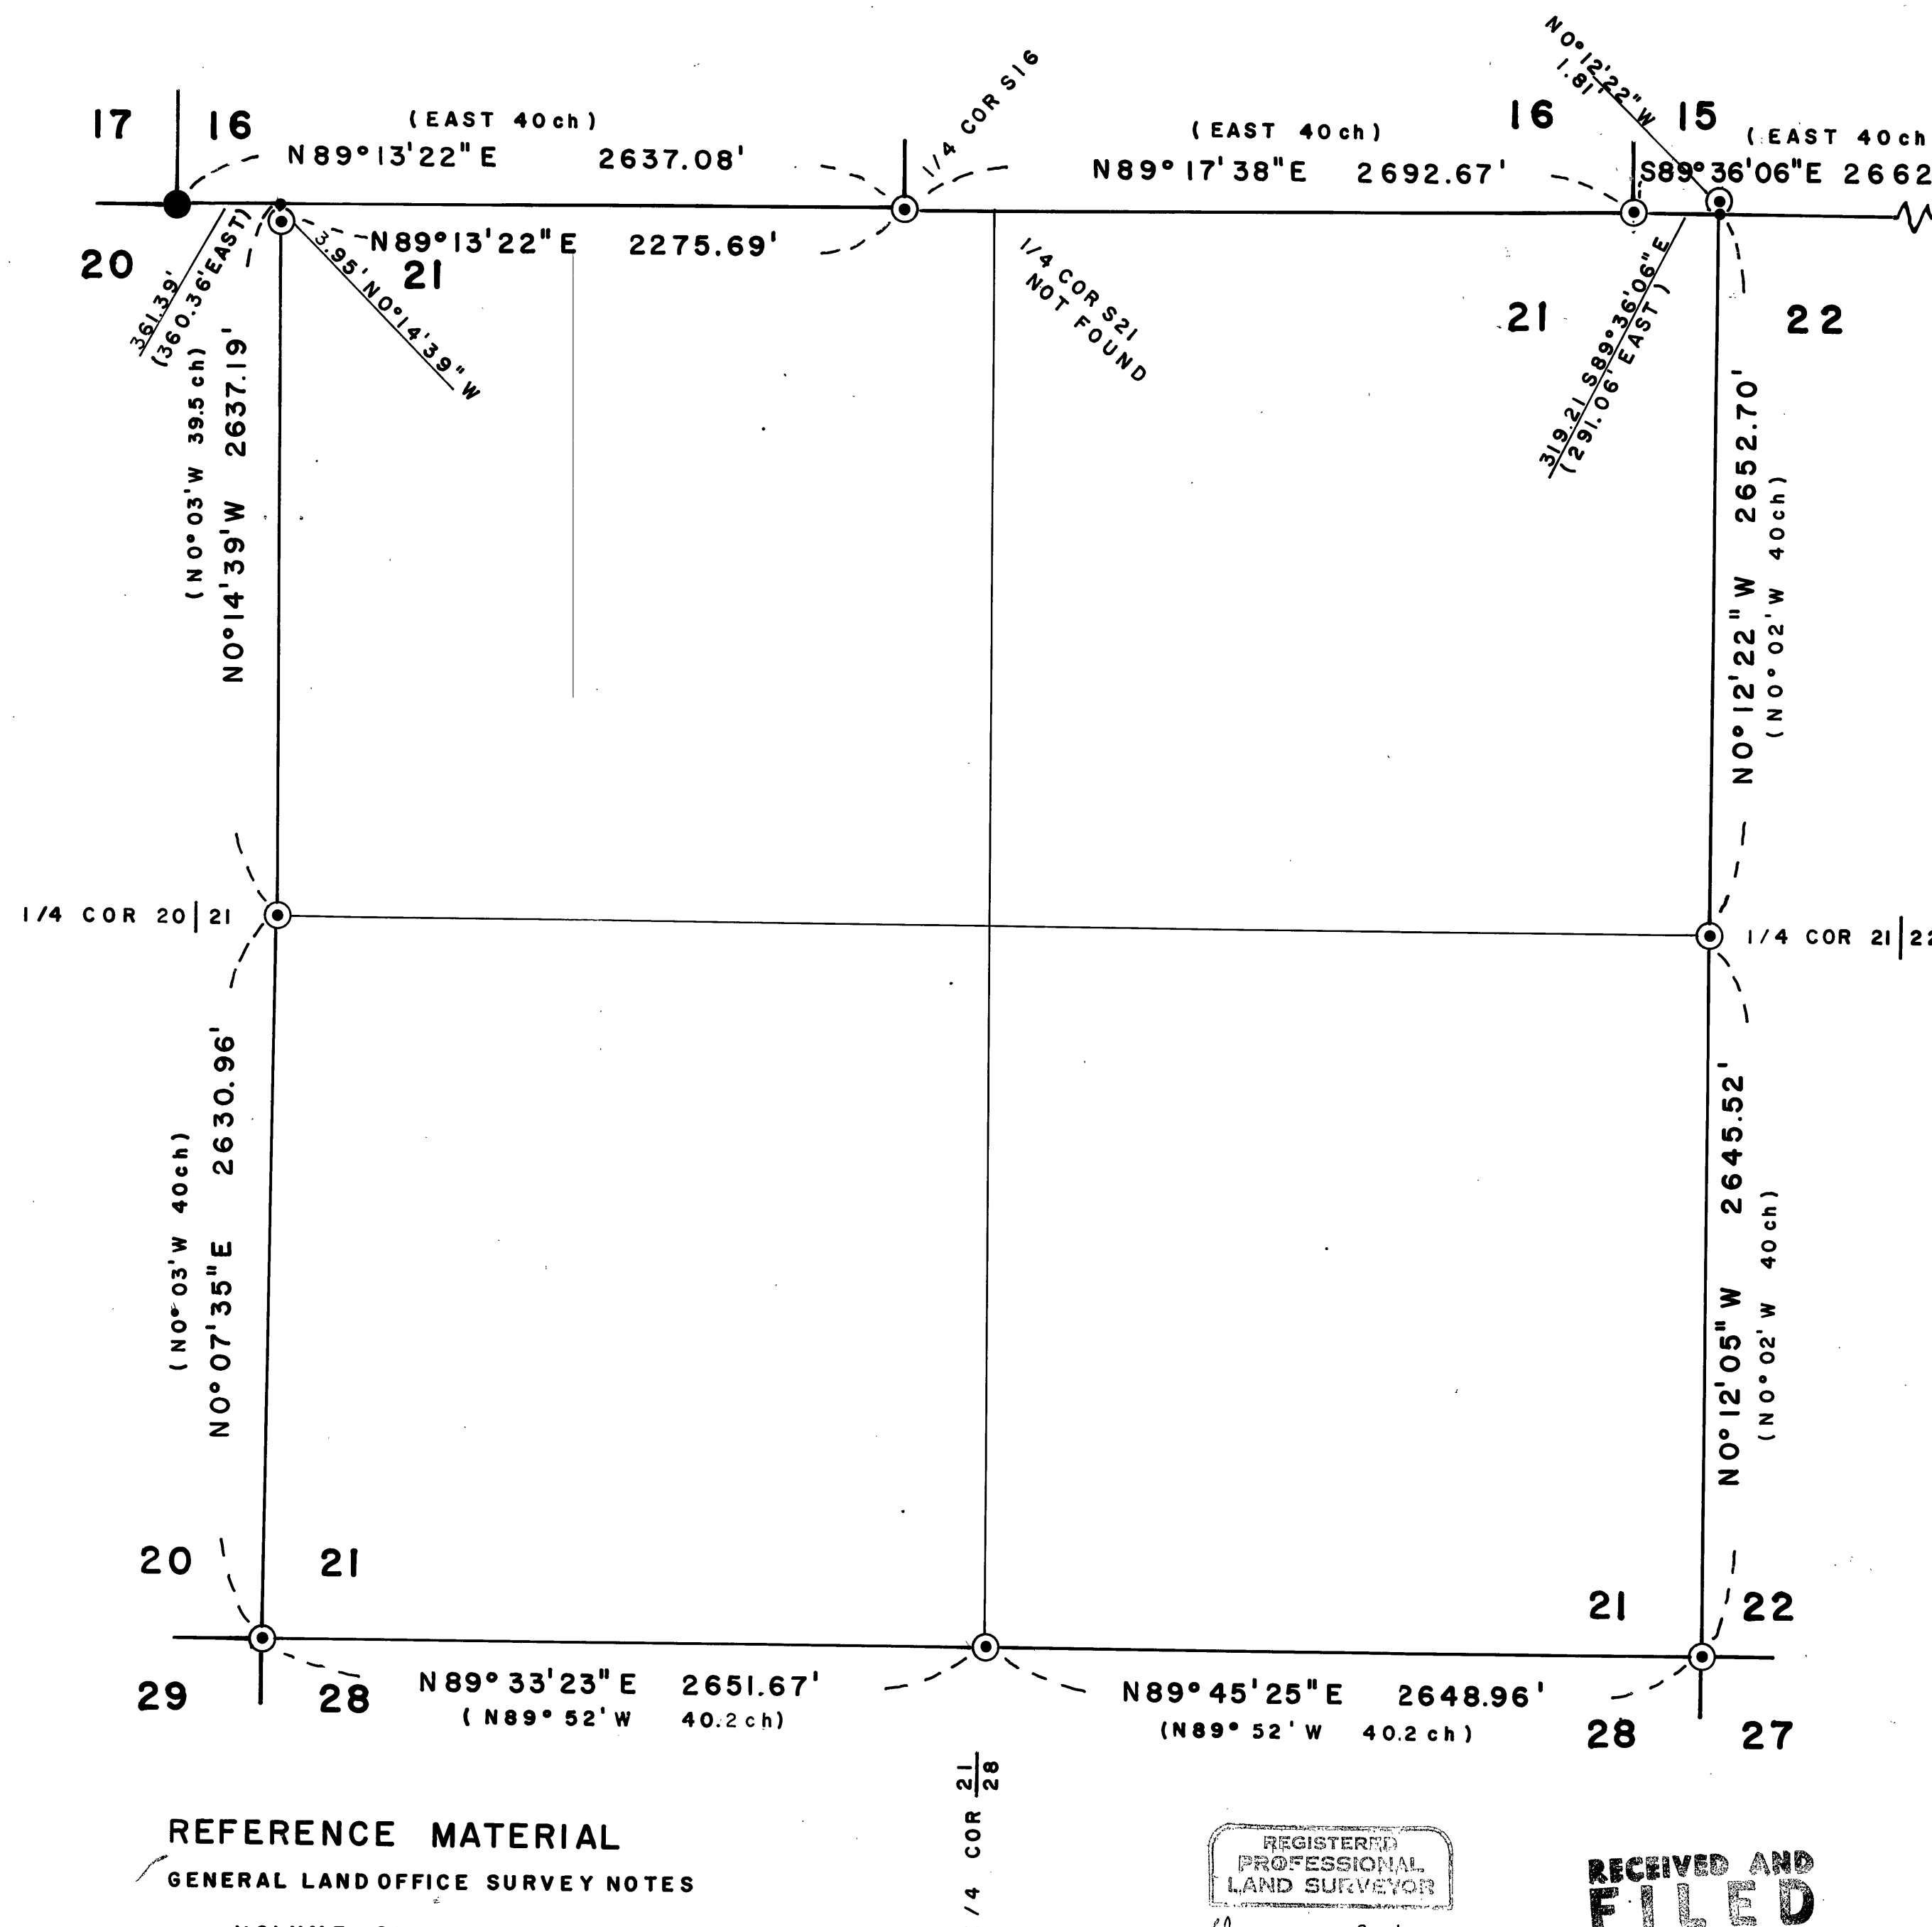 17
16
(EAST 40ch)
N89°13'22"E 2637.08'
1/4 COR S16
(EAST 40ch)
N89°17'38"E 2692.67'
16
N0°12'22"W
1.81
15
(EAST 40ch
S89°36'06"E 2662
20
361.39'
(360.36'EAST)
N89°13'22"E 2275.69'
21
3.95' N0°14'39"W
1/4 COR S21
NOT FOUND
21
319.21 S89°36'06"E
(291.06' EAST)
22
(N0°03'W 39.5ch)
N0°14'39'W 2637.19'
N0°12'22"W 2652.70'
(N0°02'W 40ch)
1/4 COR 20|21
1/4 COR 21|22
(N0°03'W 40ch)
N0°07'35"E 2630.96'
N0°12'05"W 2645.52'
(N0°02'W 40ch)
20
21
21
22
29
28
N89°33'23"E 2651.67'
(N89°52'W 40.2ch)
N89°45'25"E 2648.96'
(N89°52'W 40.2ch)
28
27
/4 COR 21/28
REFERENCE MATERIAL
GENERAL LAND OFFICE SURVEY NOTES
REGISTERED
PROFESSIONAL
LAND SURVEYOR
RECEIVED AND
FILED